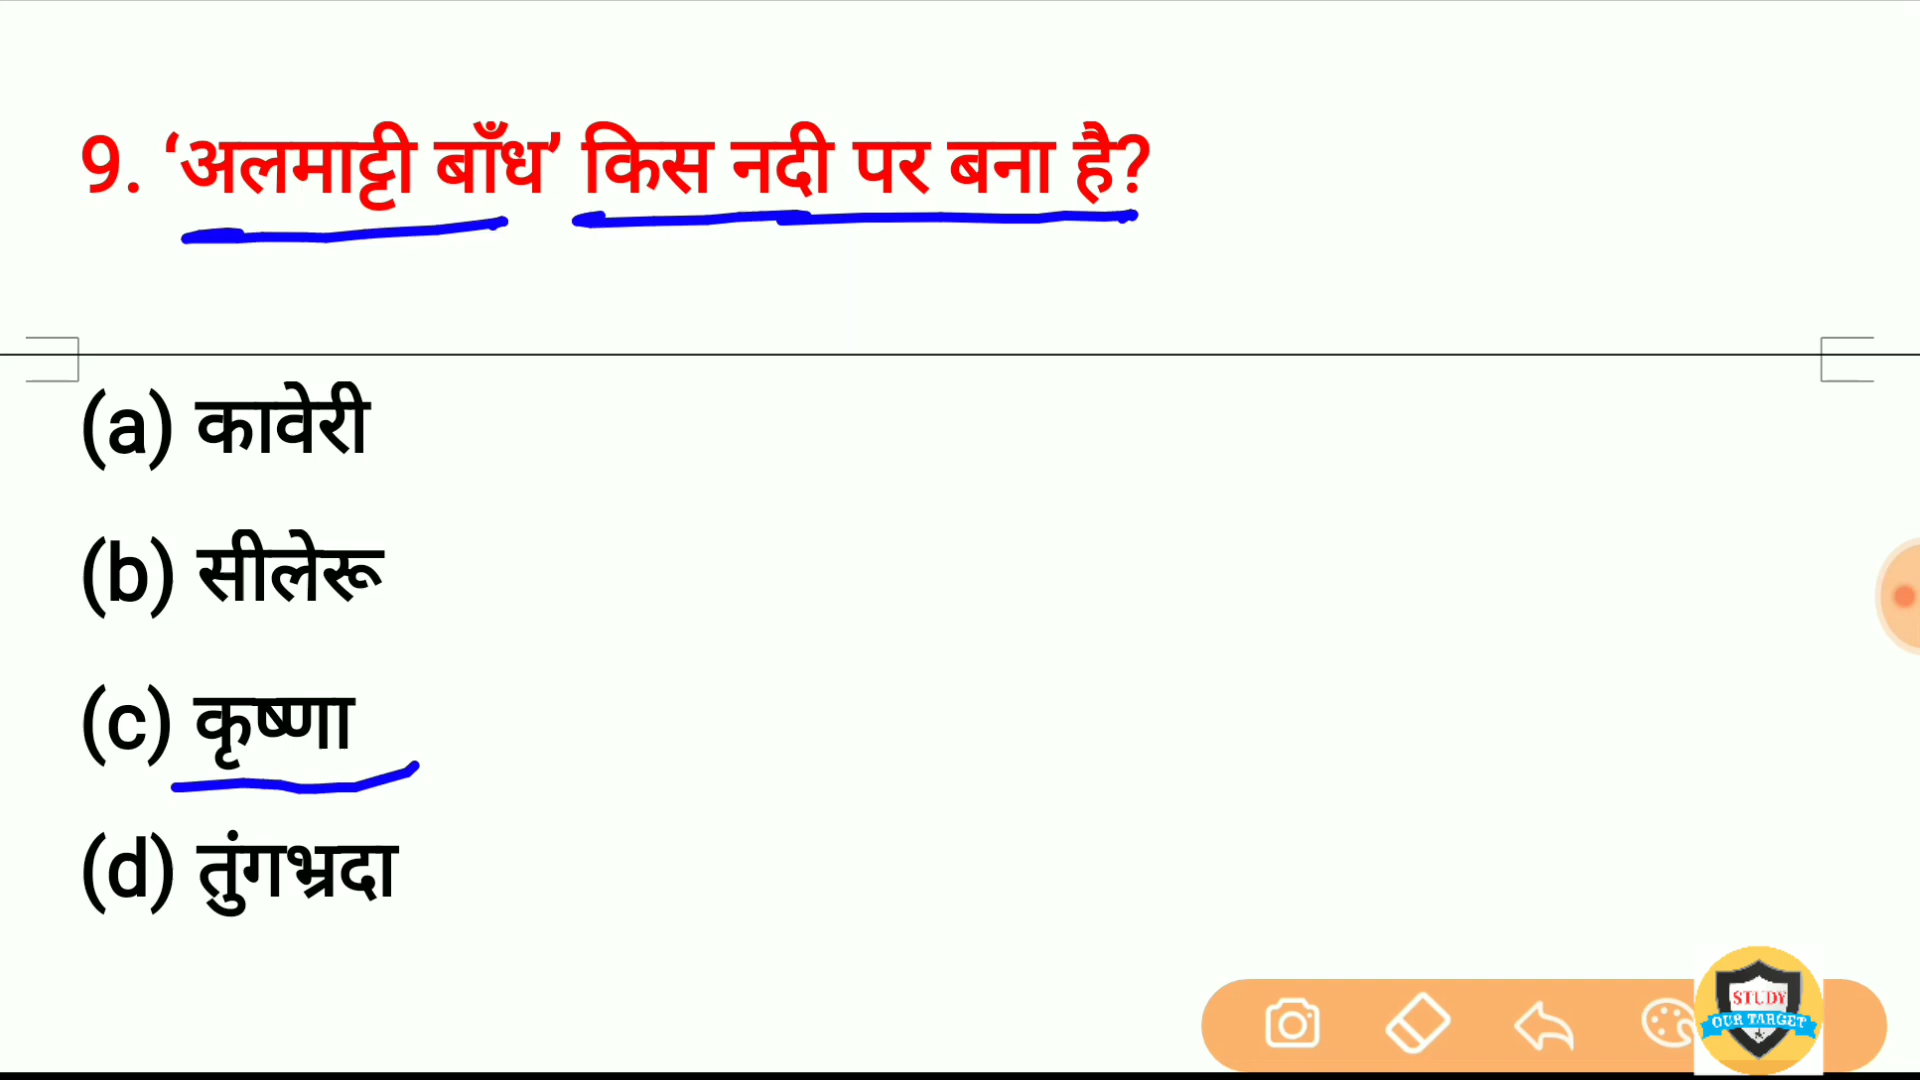 9. ‘अलमाट्टी बाँध’ किस नदी पर बना है?
(a) कावेरी
(b) सीलेरू
(c) कृष्णा
(d) तुंगभ्रदा
STUDY
OUR TARGET